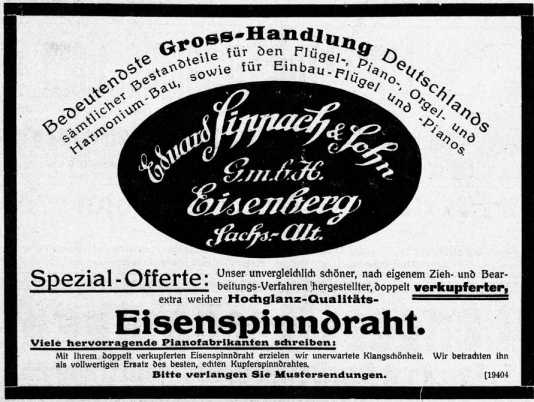 Bedeutendste Gross-Handlung Deutschlands
sämtlicher Bestandteile für den Flügel-, Piano-, Orgel- und
Harmonium-Bau, sowie für Einbau-Flügel und -Pianos.
Eduard Lippach & Sohn
G.m.b.H.
Eisenberg
Sachs.-Alt.
Spezial-Offerte: Unser unvergleichlich schöner, nach eigenem Zieh- und Bear-
beitungs-Verfahren hergestellter, doppelt verkupferter,
extra weicher Hochglanz-Qualitäts-
Eisenspinndraht.
Viele hervorragende Pianofabrikanten schreiben:
Mit Ihrem doppelt verkupferten Eisenspinndraht erzielen wir unerwartete Klangschönheit. Wir betrachten ihn
als vollwertigen Ersatz des besten, echten Kupferspinndrahtes.
Bitte verlangen Sie Mustersendungen. [19404